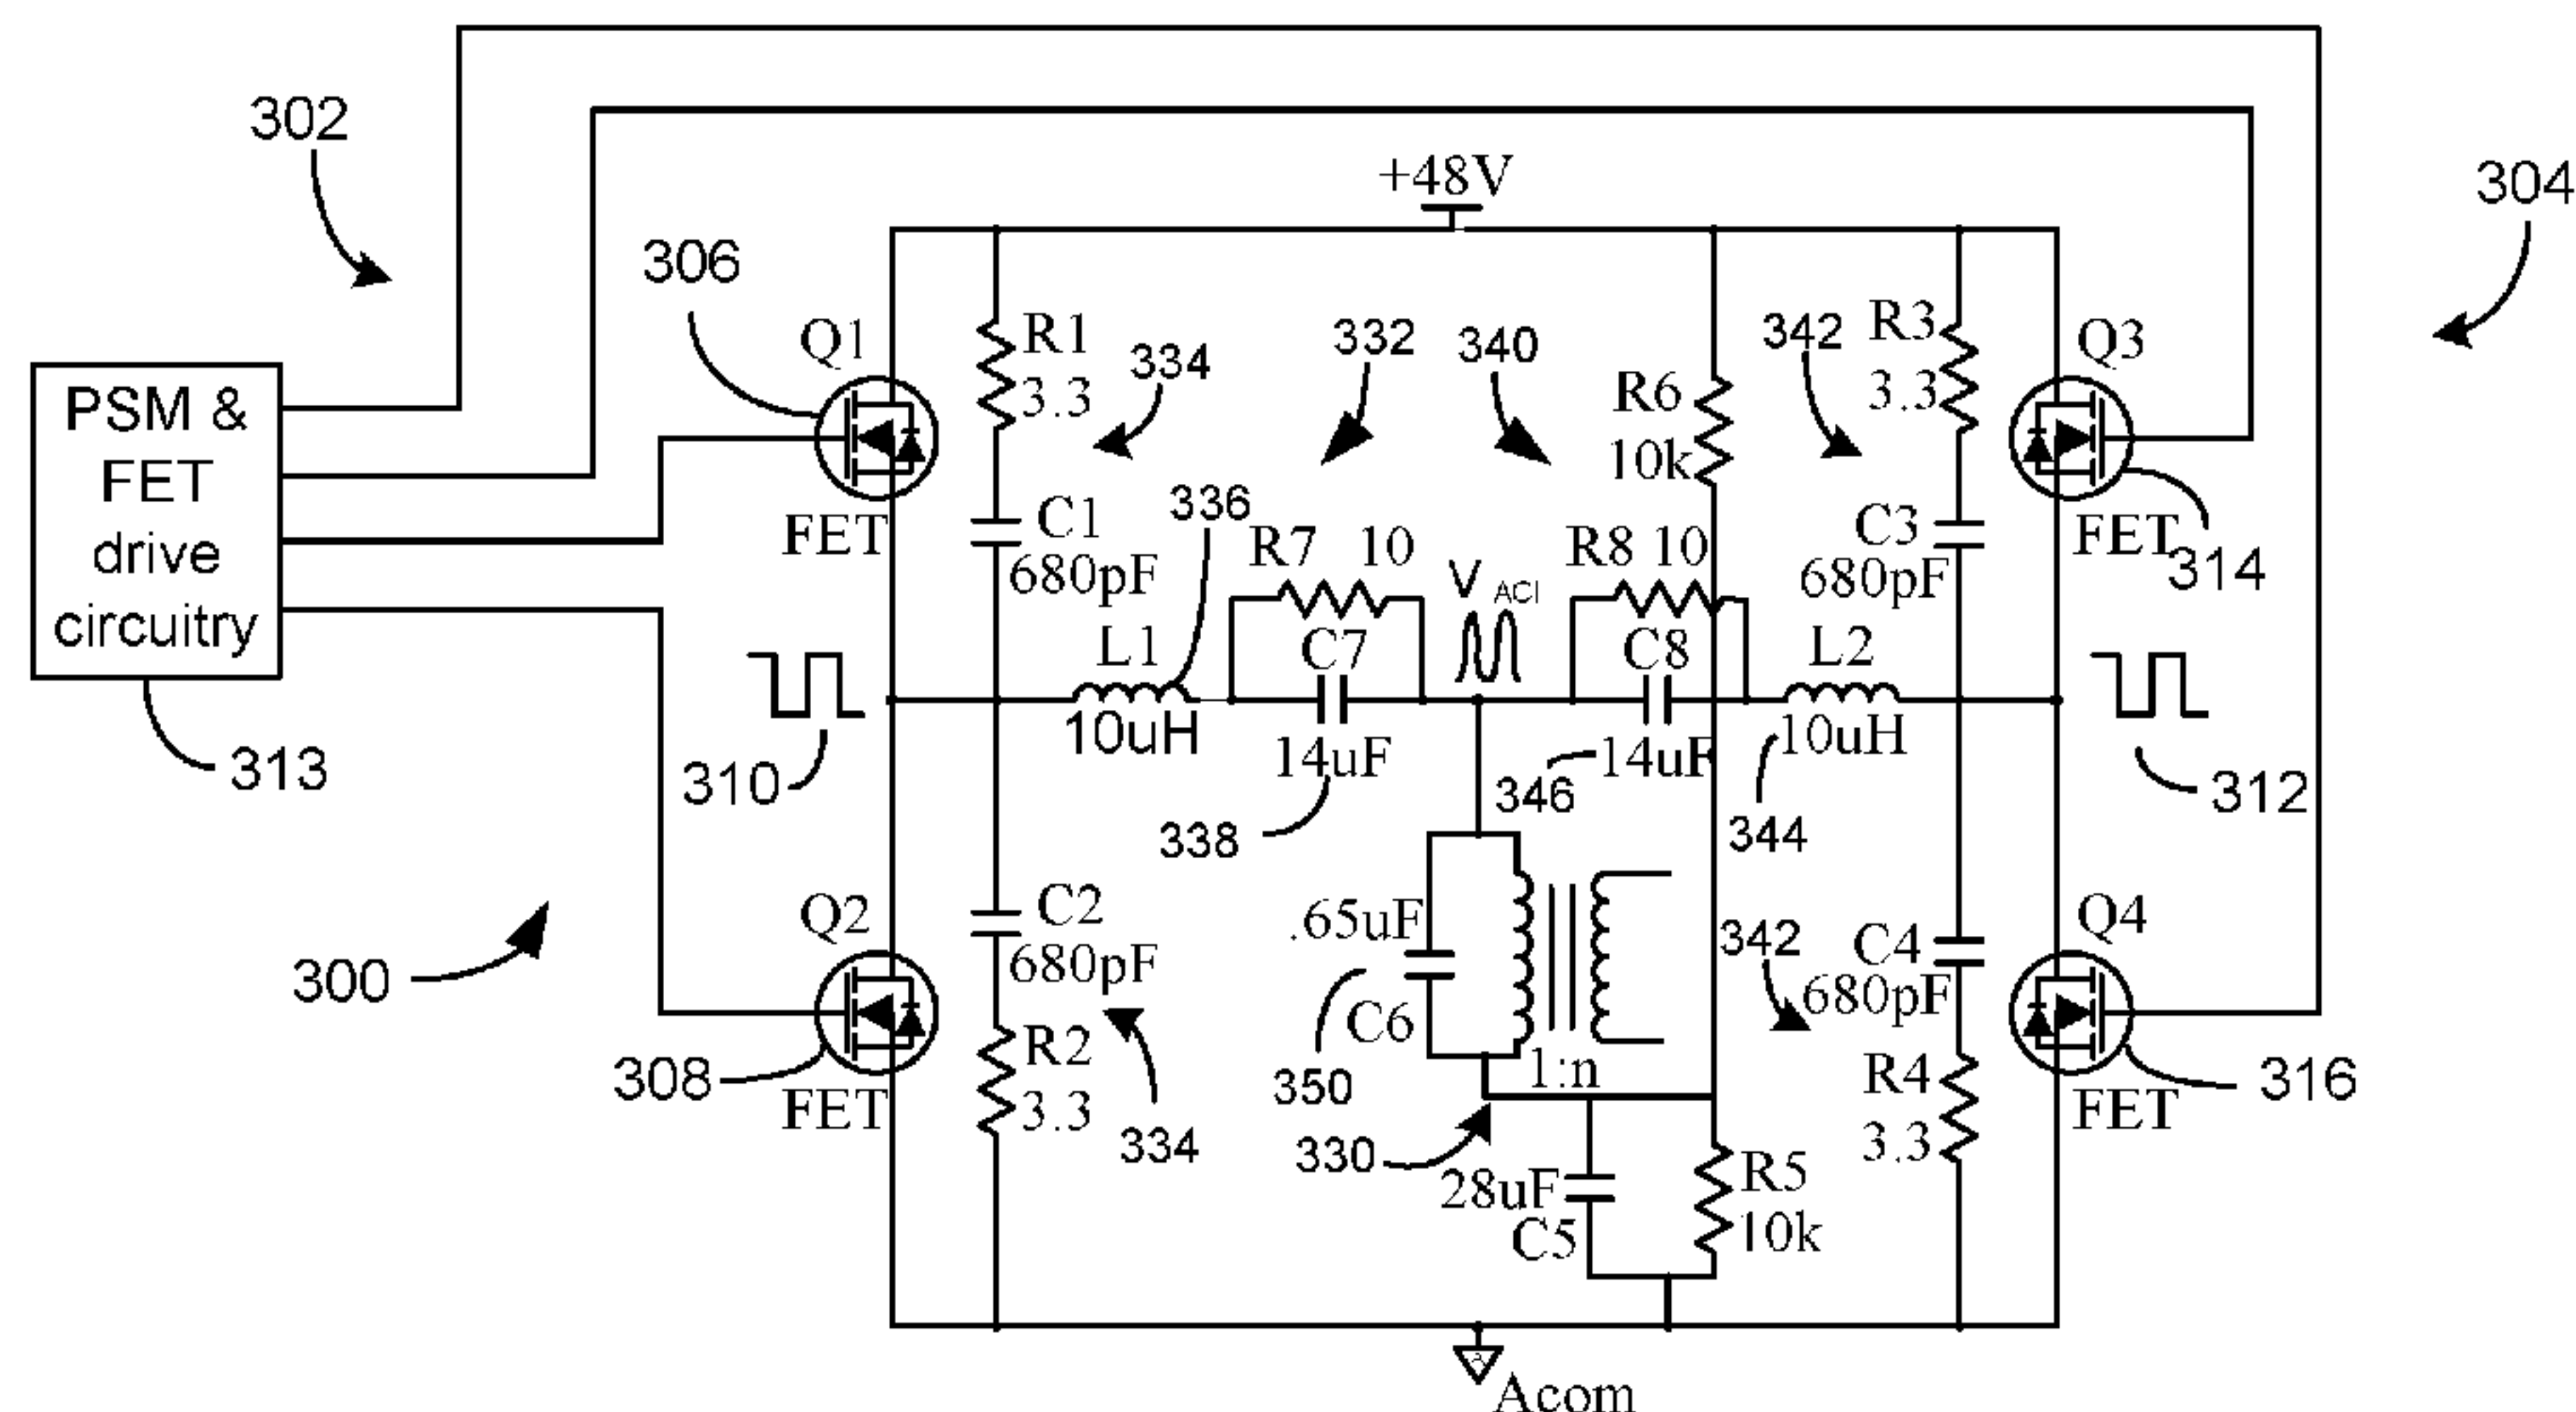 302
304
+48V
306
Q1
R1
3.3
334
332
340
342
R3
3.3
Q3
PSM &
FET
drive
circuitry
R6
10k
336
C1
680pF
FET
R7 10
V ACI
R8 10
C3
680pF
FET
314
L1
10uH
C7
14uF
C8
14uF
L2
10uH
313
310
338
346
344
312
Q2
C2
680pF
.65uF
C6
342
C4
680pF
Q4
300
308
FET
R2
3.3
334
350
1:n
330
R4
3.3
316
FET
28uF
C5
R5
10k
Acom